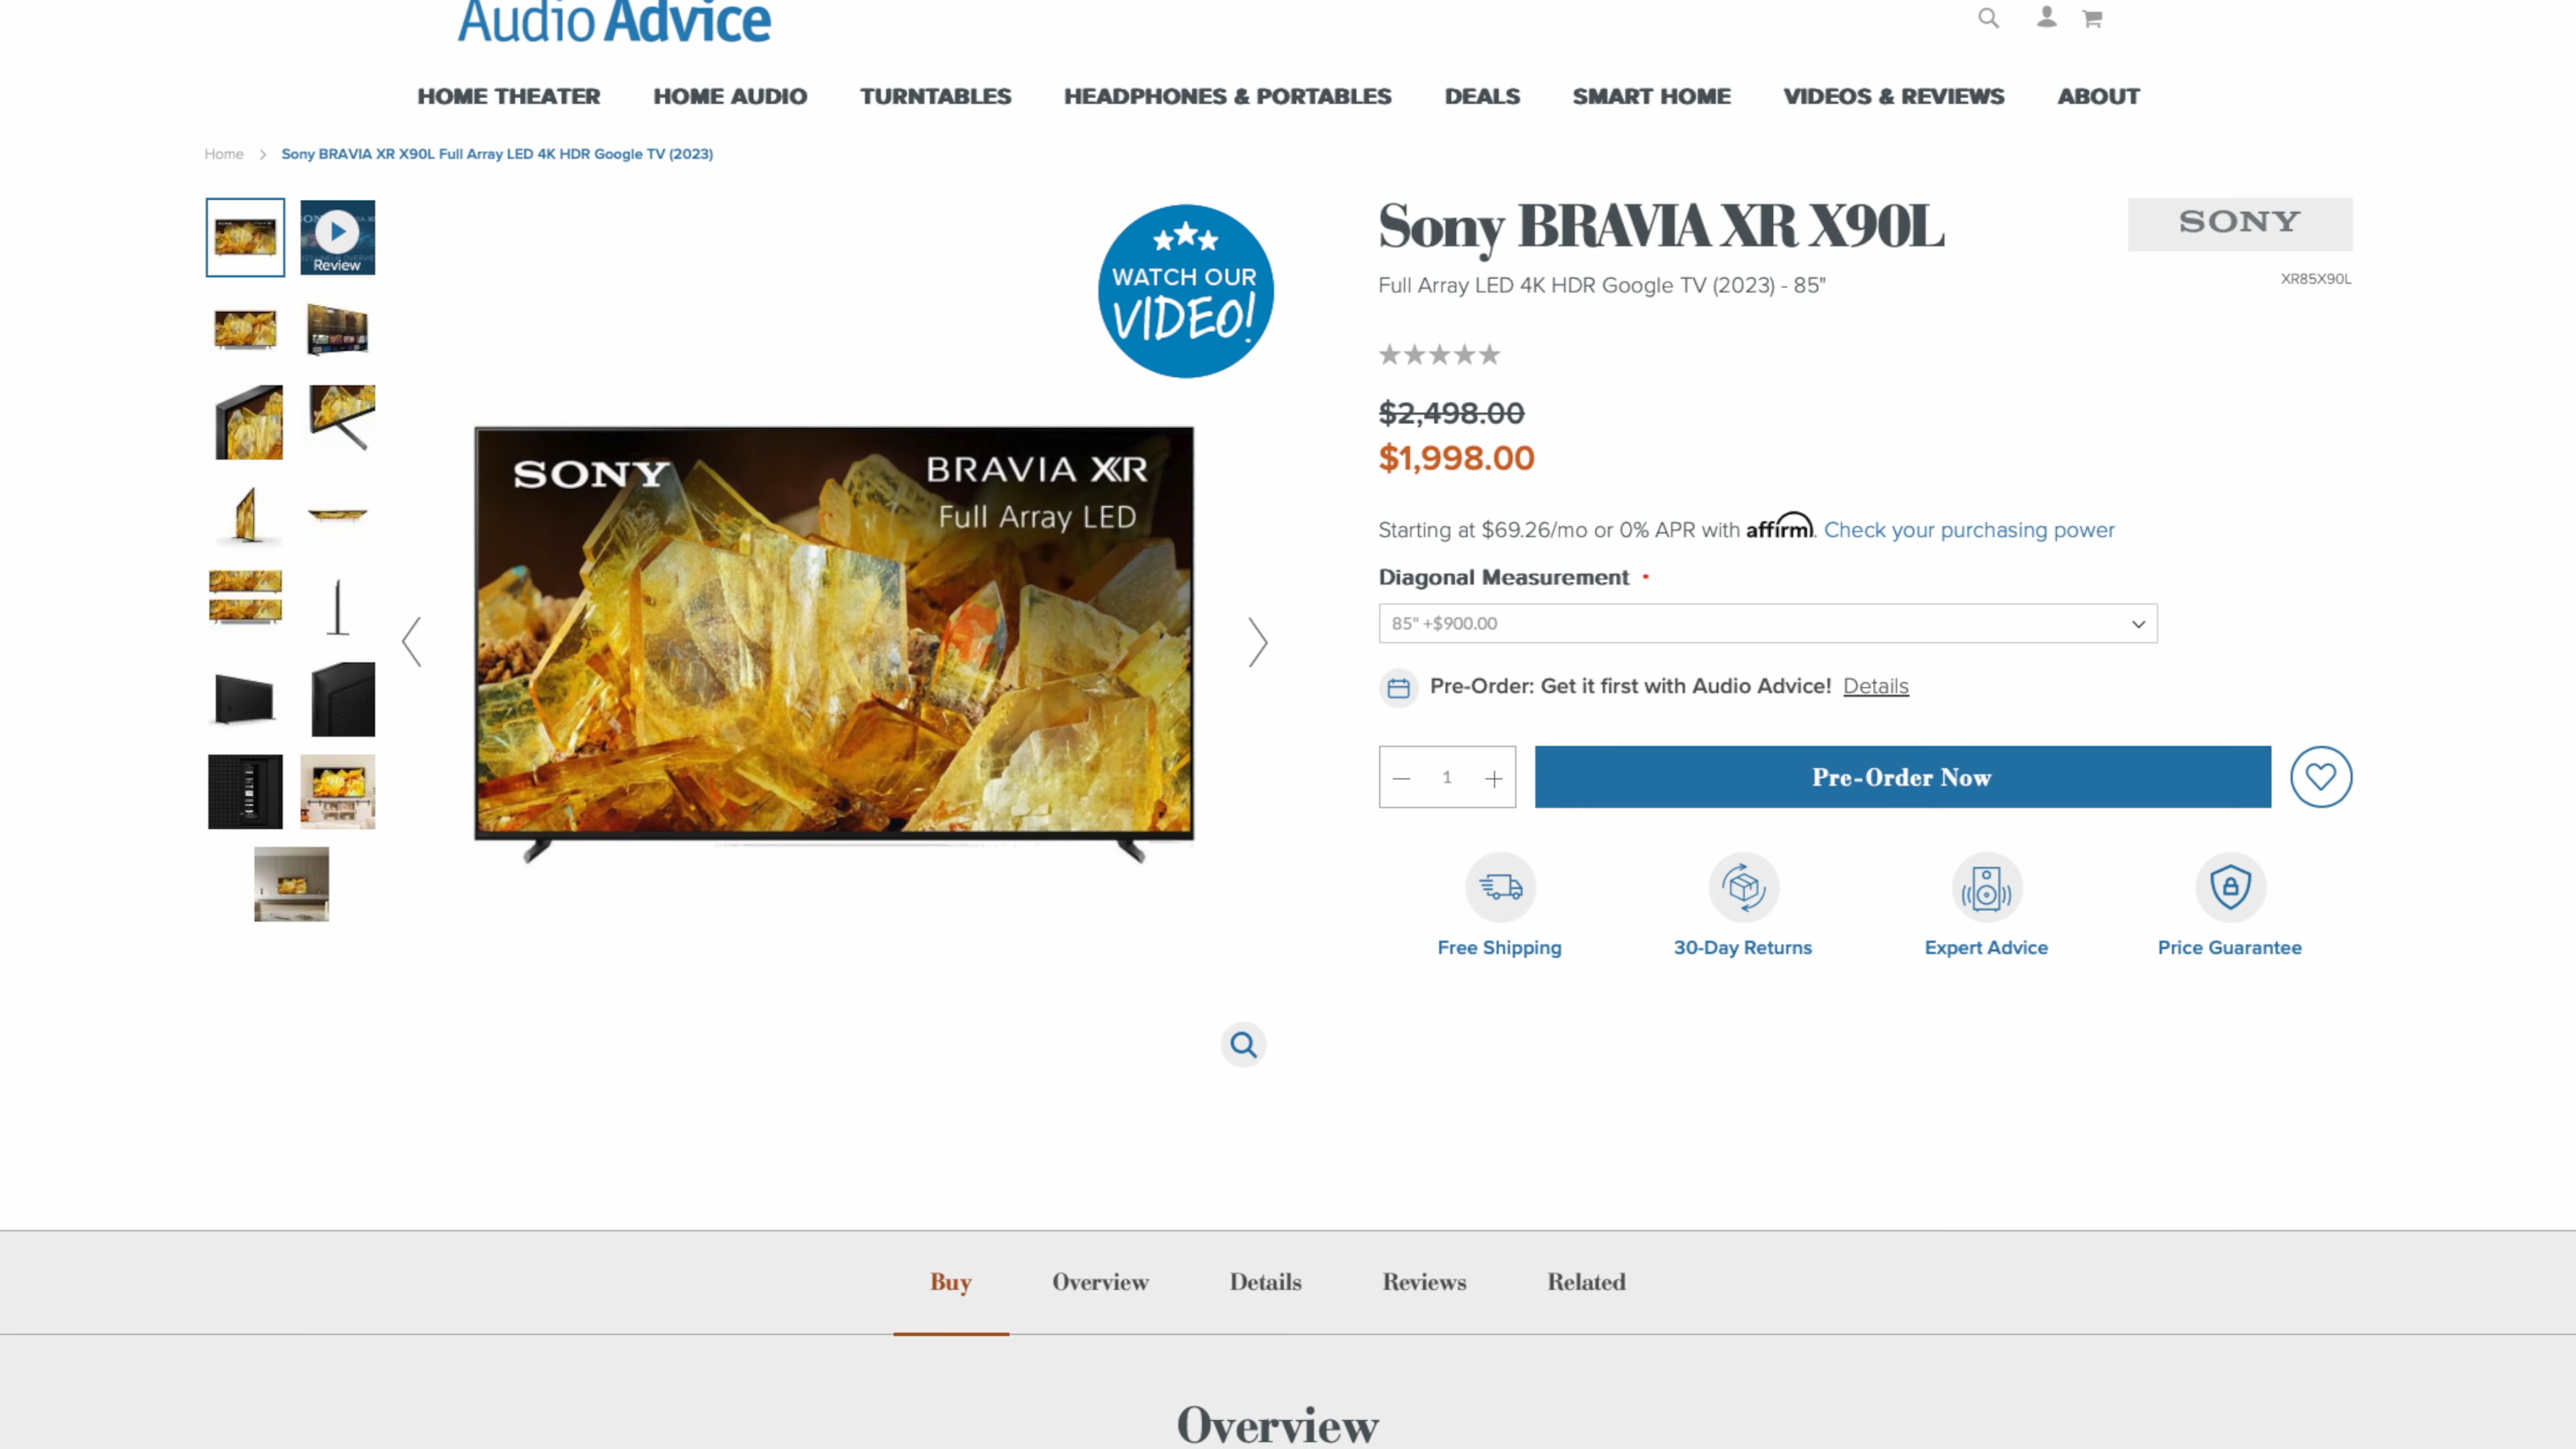 Audio Advice
HOME THEATER
HOME AUDIO
TURNTABLES
HEADPHONES & PORTABLES
DEALS
SMART HOME
VIDEOS & REVIEWS
ABOUT
Home > Sony BRAVIA XR X90L Full Array LED 4K HDR Google TV (2023)
Review
WATCH OUR
VIDEO!
SONY
BRAVIA XR
Full Array LED
Sony BRAVIA XR X90L
SONY
Full Array LED 4K HDR Google TV (2023) - 85"
XR85X90L
$2,498.00
$1,998.00
Starting at $69.26/mo or 0% APR with affirm. Check your purchasing power
Diagonal Measurement •
85" +$900.00
Pre-Order: Get it first with Audio Advice! Details
1
Pre-Order Now
Free Shipping
30-Day Returns
Expert Advice
Price Guarantee
Buy
Overview
Details
Reviews
Related
Overview